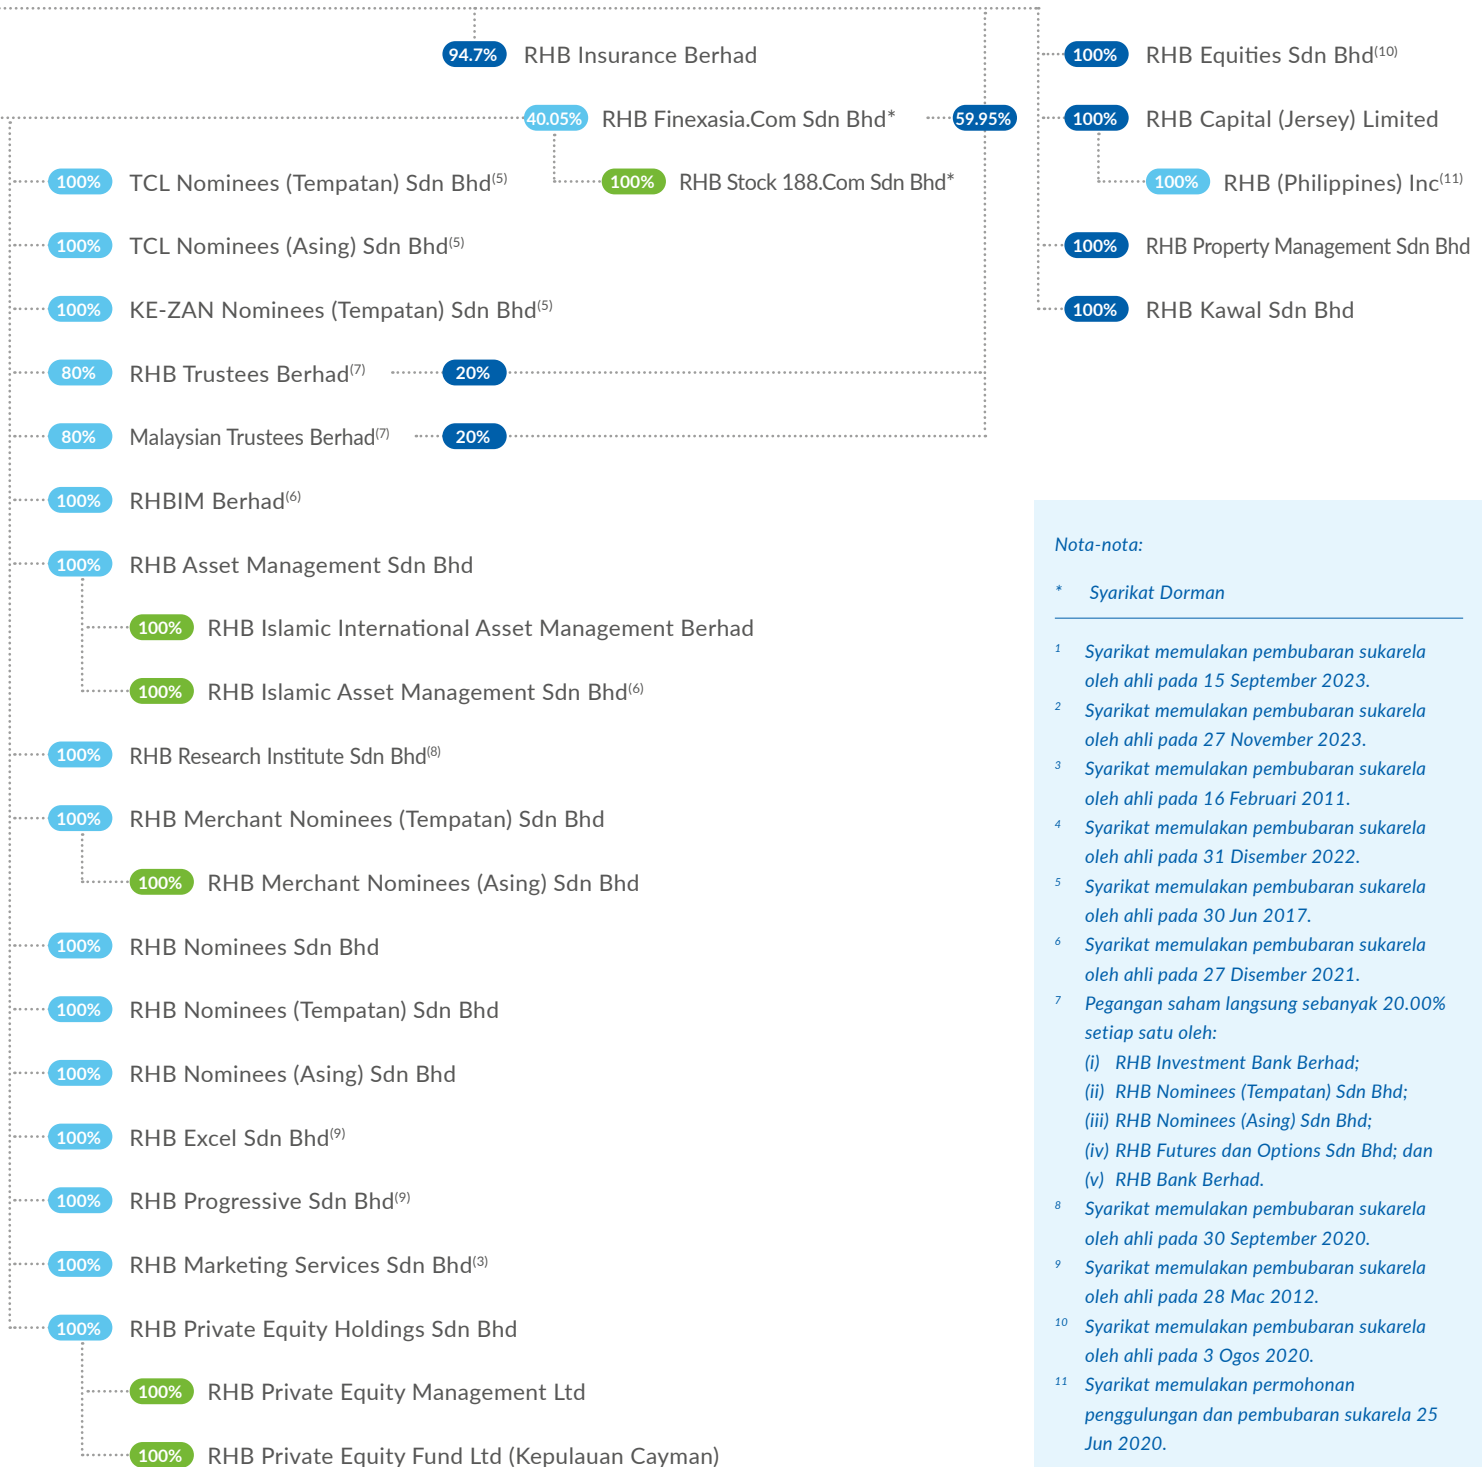 94.7% RHB Insurance Berhad
40.05% RHB Finexasia.Com Sdn Bhd* 59.95%
100% RHB Stock 188.Com Sdn Bhd*
100% TCL Nominees (Tempatan) Sdn Bhd(5)
100% TCL Nominees (Asing) Sdn Bhd(5)
100% KE-ZAN Nominees (Tempatan) Sdn Bhd(5)
80% RHB Trustees Berhad(7) 20%
80% Malaysian Trustees Berhad(7) 20%
100% RHBIM Berhad(6)
100% RHB Asset Management Sdn Bhd
100% RHB Islamic International Asset Management Berhad
100% RHB Islamic Asset Management Sdn Bhd(6)
100% RHB Research Institute Sdn Bhd(8)
100% RHB Merchant Nominees (Tempatan) Sdn Bhd
100% RHB Merchant Nominees (Asing) Sdn Bhd
100% RHB Nominees Sdn Bhd
100% RHB Nominees (Tempatan) Sdn Bhd
100% RHB Nominees (Asing) Sdn Bhd
100% RHB Excel Sdn Bhd(9)
100% RHB Progressive Sdn Bhd(9)
100% RHB Marketing Services Sdn Bhd(3)
100% RHB Private Equity Holdings Sdn Bhd
100% RHB Private Equity Management Ltd
100% RHB Private Equity Fund Ltd (Kepulauan Cayman)
100% RHB Equities Sdn Bhd(10)
100% RHB Capital (Jersey) Limited
100% RHB (Philippines) Inc(11)
100% RHB Property Management Sdn Bhd
100% RHB Kawal Sdn Bhd
Nota-nota:
* Syarikat Dorman
1 Syarikat memulakan pembubaran sukarela
oleh ahli pada 15 September 2023.
2 Syarikat memulakan pembubaran sukarela
oleh ahli pada 27 November 2023.
3 Syarikat memulakan pembubaran sukarela
oleh ahli pada 16 Februari 2011.
4 Syarikat memulakan pembubaran sukarela
oleh ahli pada 31 Disember 2022.
5 Syarikat memulakan pembubaran sukarela
oleh ahli pada 30 Jun 2017.
6 Syarikat memulakan pembubaran sukarela
oleh ahli pada 27 Disember 2021.
7 Pegangan saham langsung sebanyak 20.00%
setiap satu oleh:
(i) RHB Investment Bank Berhad;
(ii) RHB Nominees (Tempatan) Sdn Bhd;
(iii) RHB Nominees (Asing) Sdn Bhd;
(iv) RHB Futures dan Options Sdn Bhd; dan
(v) RHB Bank Berhad.
8 Syarikat memulakan pembubaran sukarela
oleh ahli pada 30 September 2020.
9 Syarikat memulakan pembubaran sukarela
oleh ahli pada 28 Mac 2012.
10 Syarikat memulakan pembubaran sukarela
oleh ahli pada 3 Ogos 2020.
11 Syarikat memulakan permohonan
penggulungan dan pembubaran sukarela 25
Jun 2020.